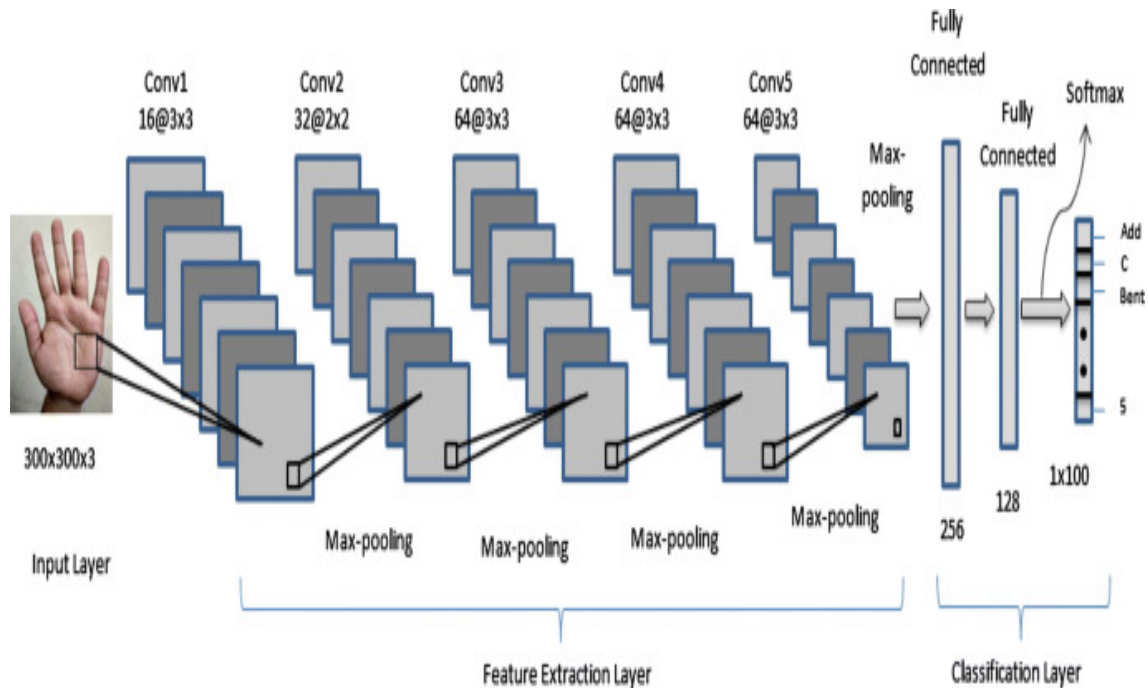 Conv1
16@3x3
Conv2
32@2x2
Conv3
64@3x3
Conv4
64@3x3
Conv5
64@3x3
Max-
pooling
Fully
Connected
Fully
Connected
Softmax
Add
C
Bent
5
300x300x3
Input Layer
Max-pooling
Max-pooling
Max-pooling
Max-pooling
256
128
1x100
Feature Extraction Layer
Classification Layer